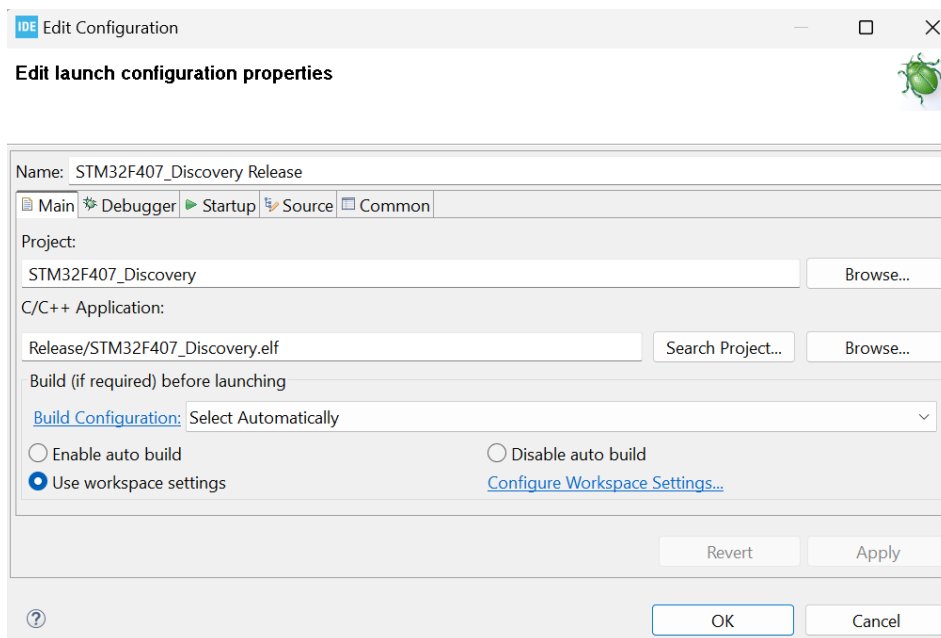 IDE Edit Configuration
Edit launch configuration properties
Name: STM32F407_Discovery Release
Main Debugger Startup Source Common
Project:
STM32F407_Discovery Browse...
C/C++ Application:
Release/STM32F407_Discovery.elf Search Project... Browse...
Build (if required) before launching
Build Configuration: Select Automatically
Enable auto build Disable auto build
Use workspace settings Configure Workspace Settings...
Revert Apply
? OK Cancel